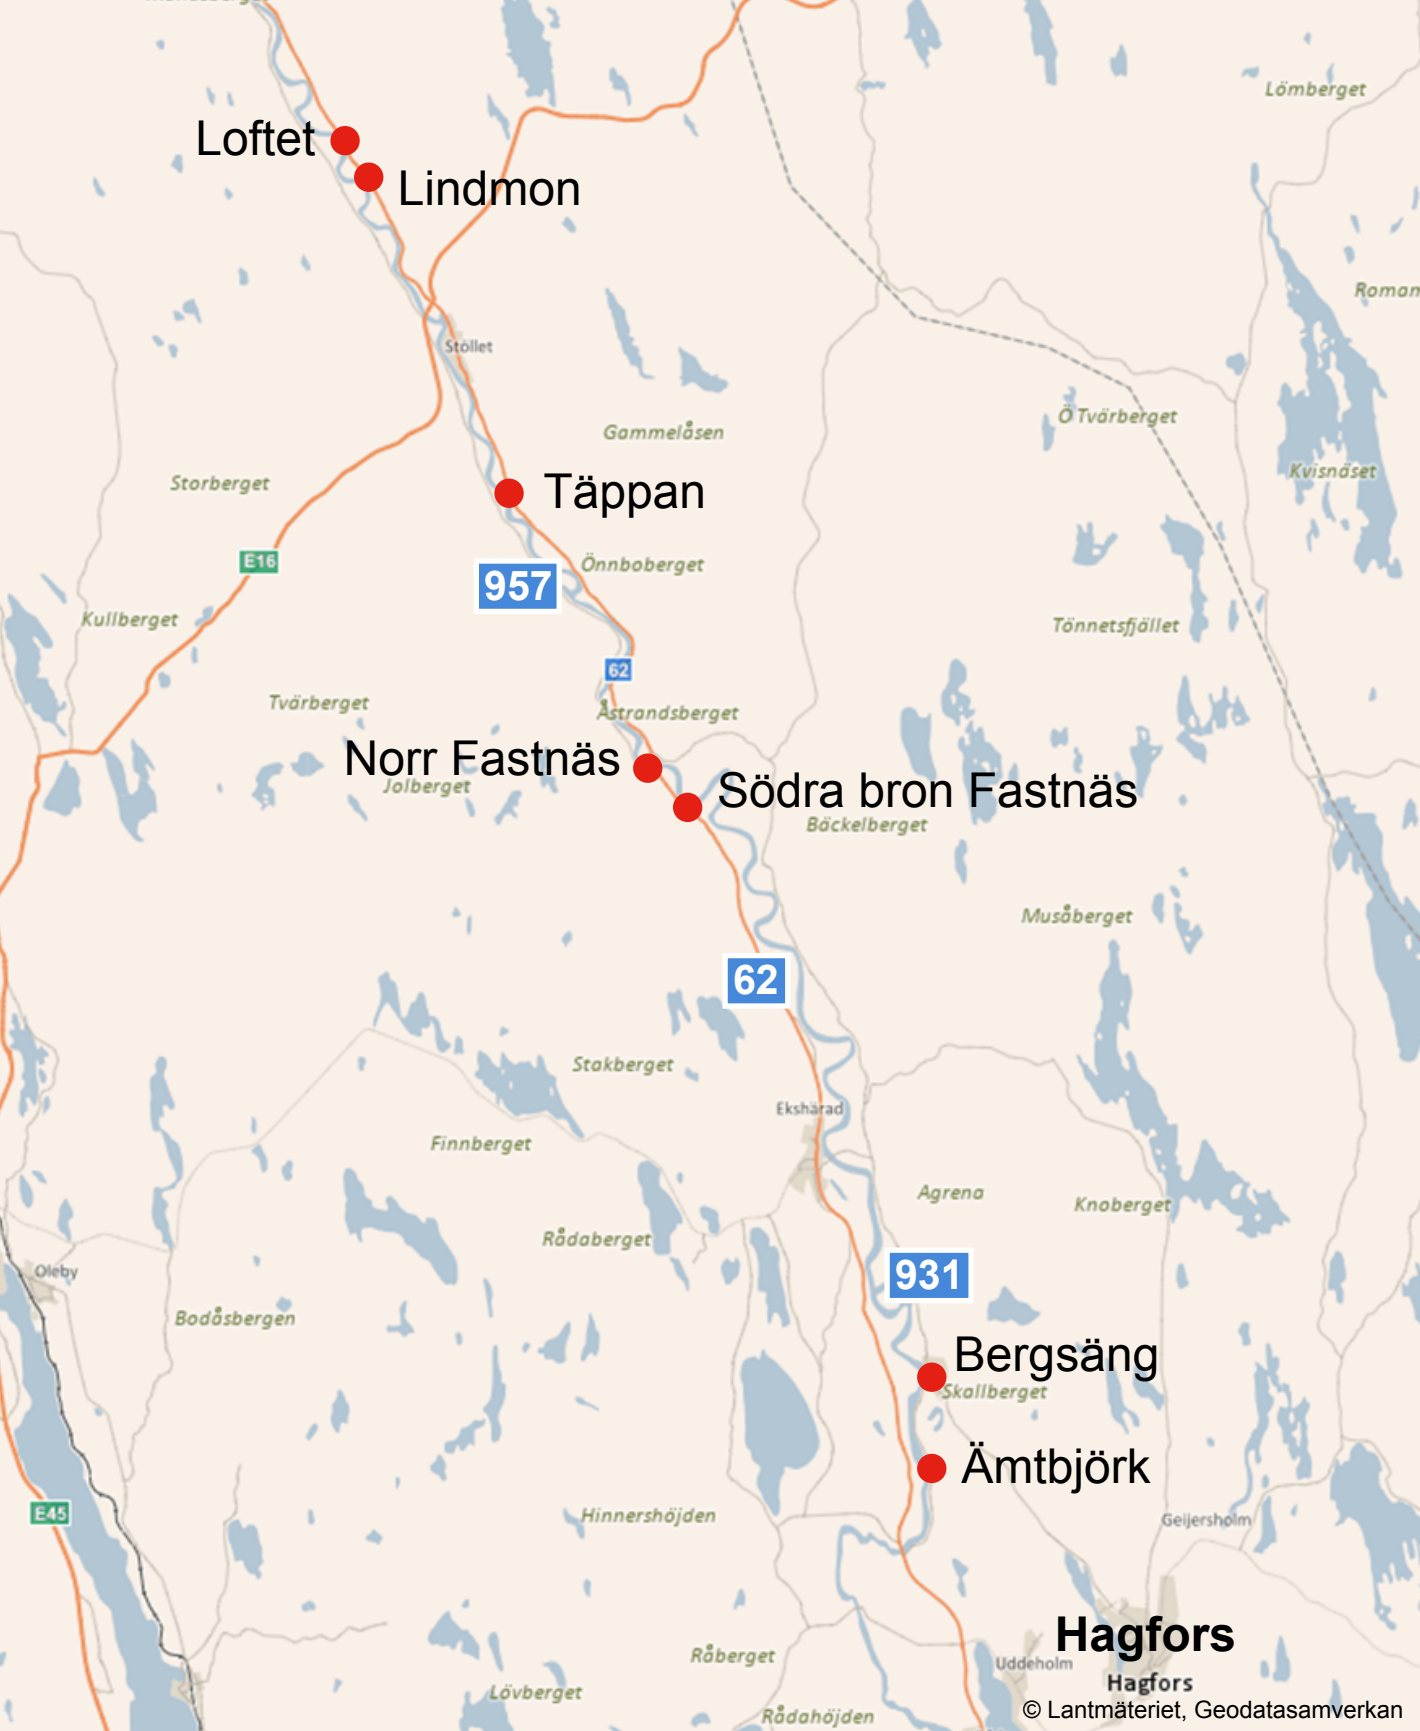 Lömberget
Loftet
Lindmon
Roman
Stöllet
Ö Tvärberget
Gammelåsen
Kvisnäset
Storberget
Täppan
E16
Önnboberget
957
Kullberget
Tönnetsfjället
62
Tvärberget
Åstrandsberget
Norr Fastnäs
Jolberget
Södra bron Fastnäs
Bäckelberget
Musåberget
62
Stakberget
Ekshärad
Finnberget
Agrena
Knoberget
Rådaberget
Oleby
931
Bodåsbergen
Bergsäng
Skallberget
Ämtbjörk
E45
Hinnershöjden
Geijersholm
Hagfors
Råberget
Uddeholm
Hagfors
Lövberget
© Lantmäteriet, Geodatasamverkan
Rådahöjden